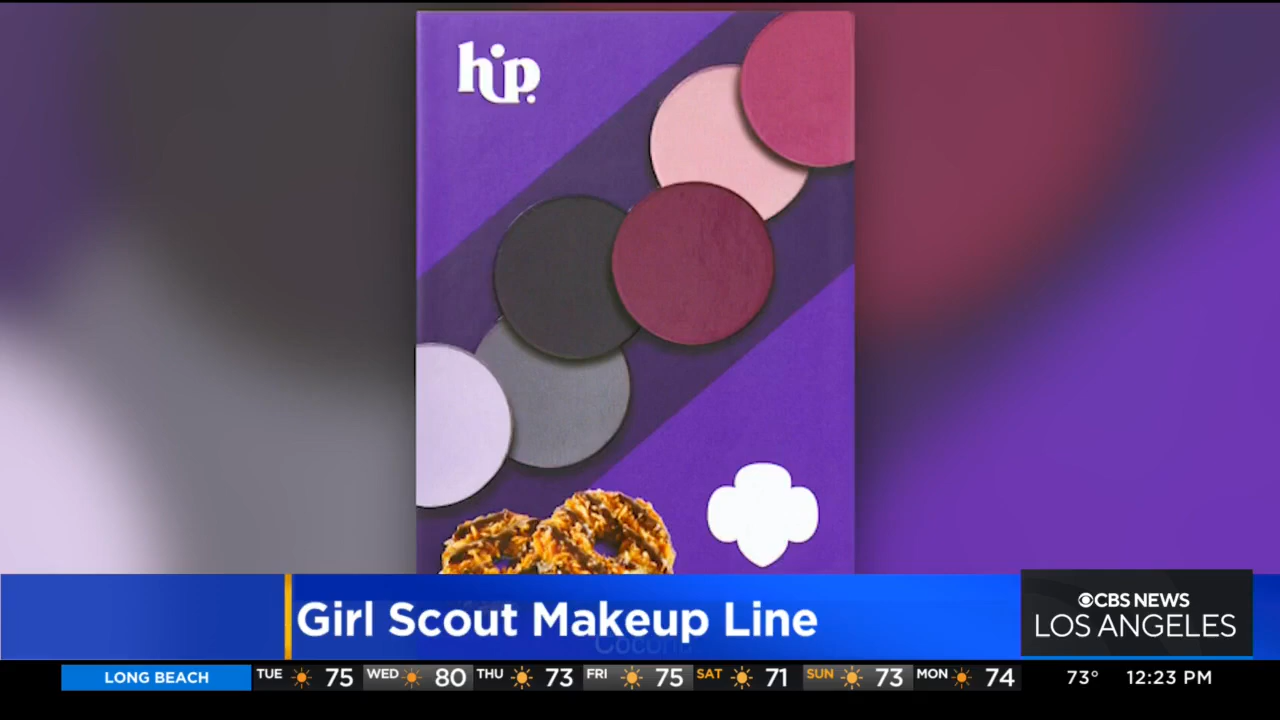 hip.
Girl Scout Makeup Line
CBS NEWS
LOS ANGELES
LONG BEACH TUE 75 WED 80 THU 73 FRI 75 SAT 71 SUN 73 MON 74 73° 12:23 PM